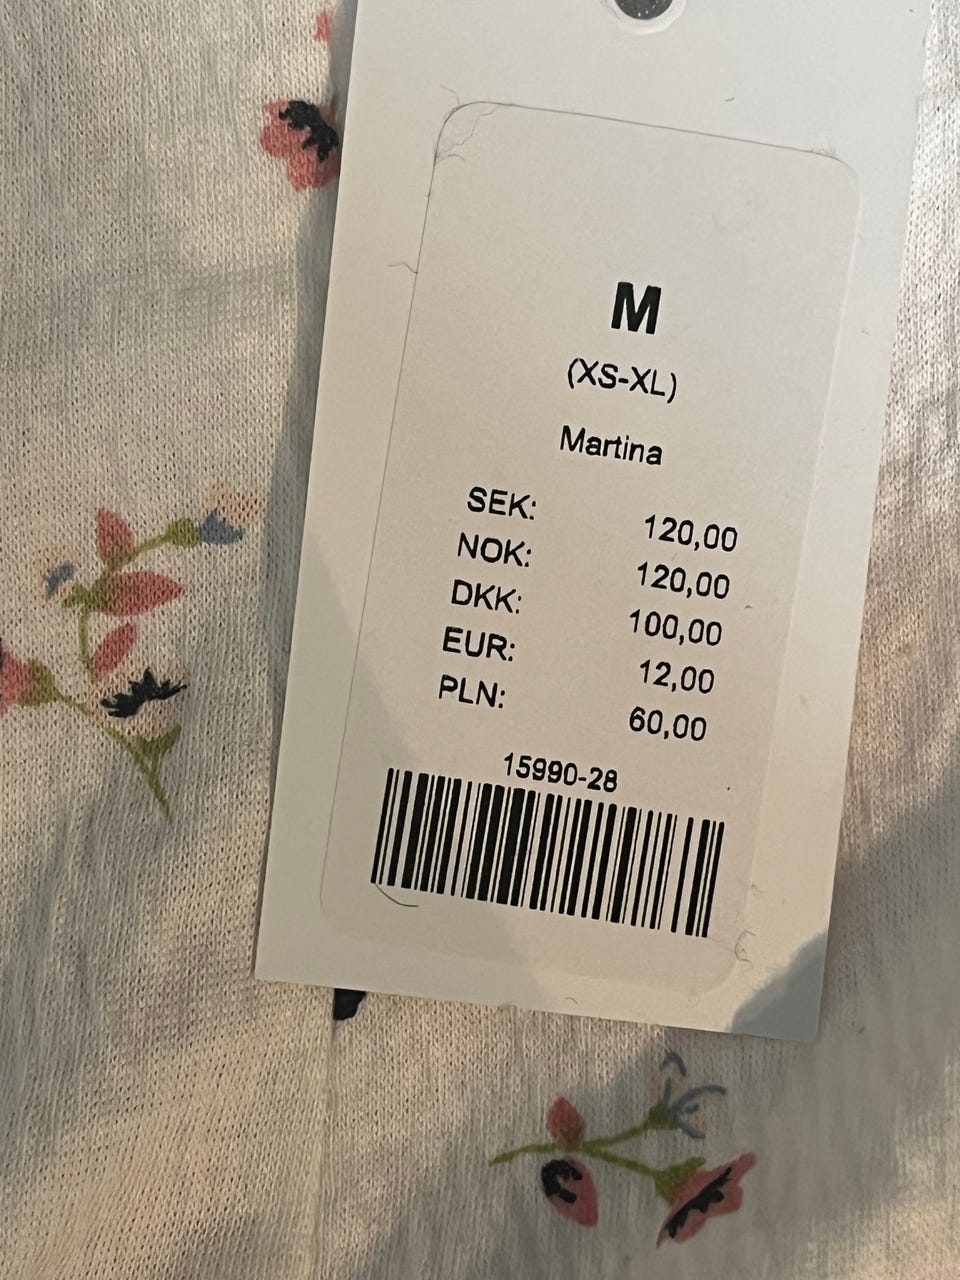 M
(XS-XL)
Martina
SEK: 120,00
NOK: 120,00
DKK: 100,00
EUR: 12,00
PLN: 60,00
15990-28